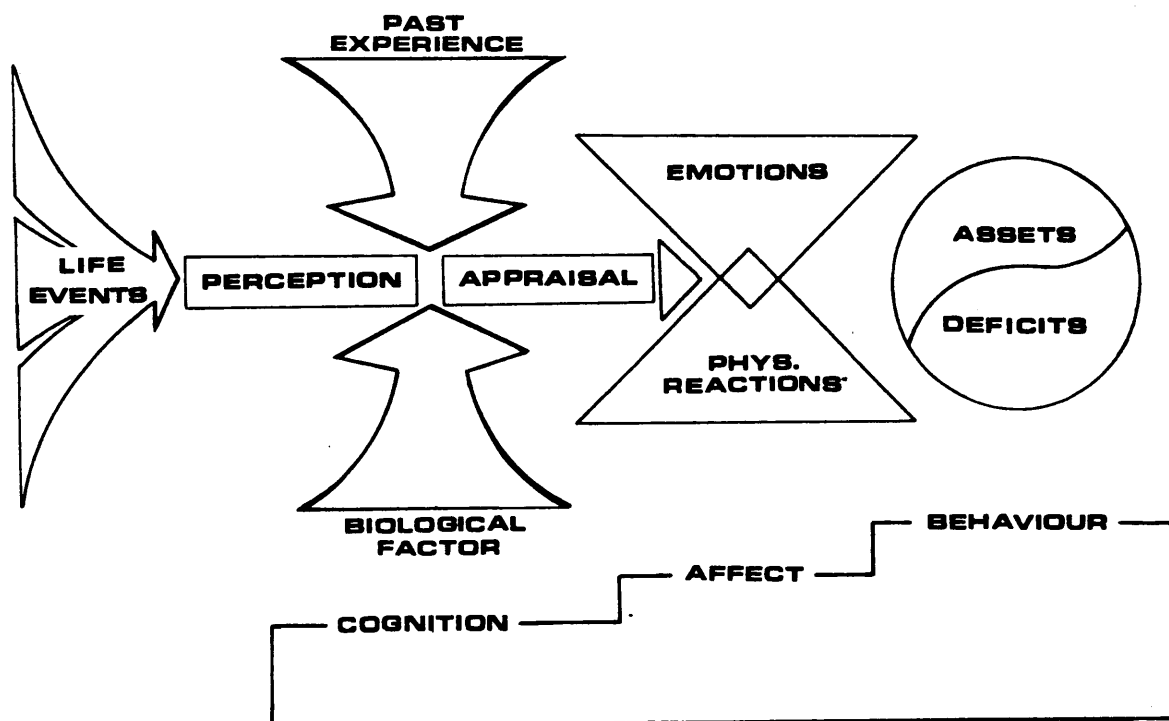 PAST
EXPERIENCE
LIFE
EVENTS
PERCEPTION
APPRAISAL
EMOTIONS
PHYS.
REACTIONS
ASSETS
DEFICITS
BIOLOGICAL
FACTOR
COGNITION
AFFECT
BEHAVIOUR